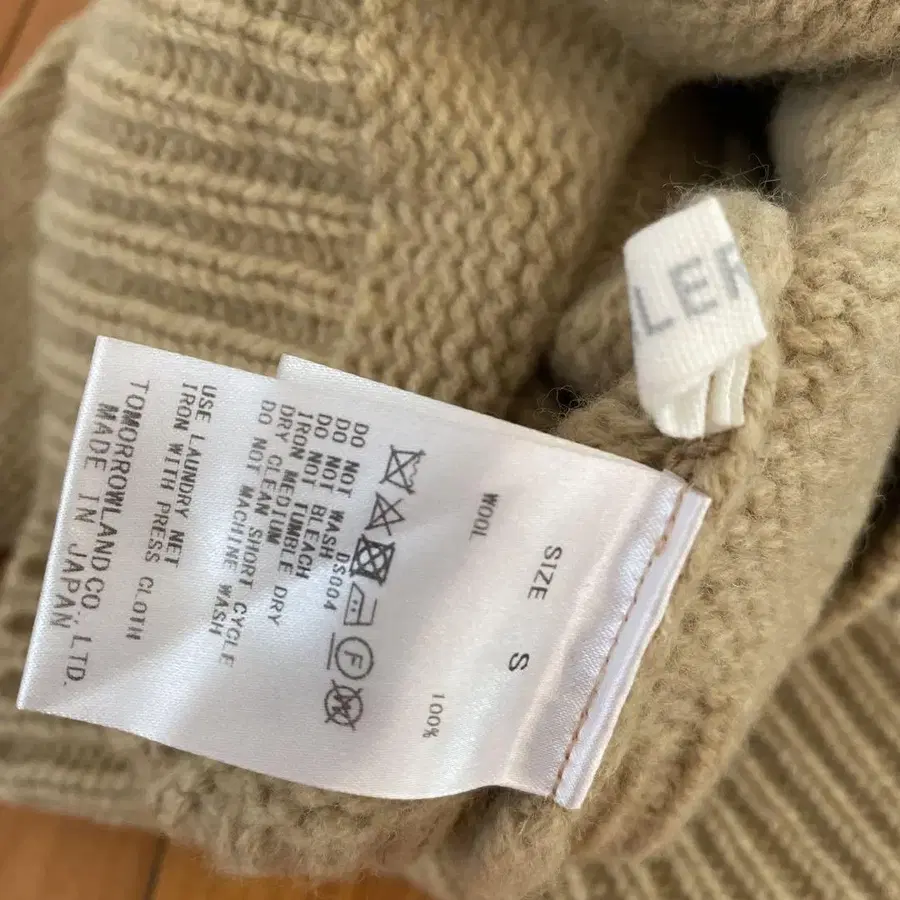 LER
SIZE S
WOOL 100%
F
DS004
DO NOT WASH
DO NOT BLEACH
DO NOT TUMBLE DRY
IRON MEDIUM
DRY CLEAN SHORT CYCLE
DO NOT MACHINE WASH
USE LAUNDRY NET
IRON WITH PRESS CLOTH
TOMORROWLAND CO., LTD.
MADE IN JAPAN